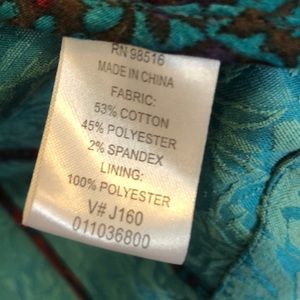 RN 98516
MADE IN CHINA
FABRIC:
53% COTTON
45% POLYESTER
2% SPANDEX
LINING:
100% POLYESTER
V# J160
011036800